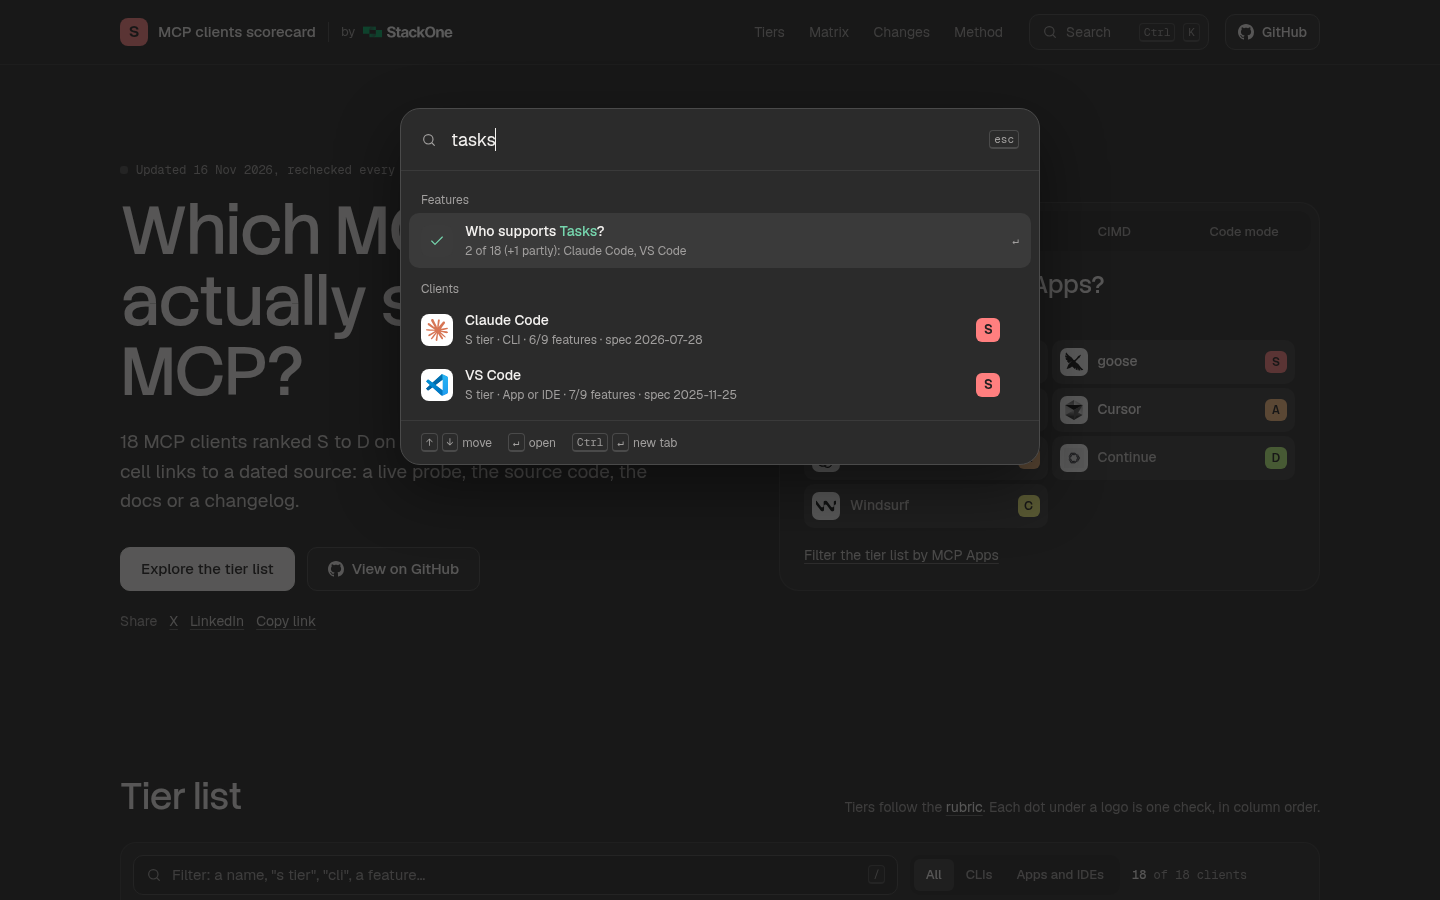 S MCP clients scorecard by StackOne Tiers Matrix Changes Method Search Ctrl K GitHub
tasks esc
Updated 16 Nov 2026, rechecked every
Features
Who supports Tasks?
2 of 18 (+1 partly): Claude Code, VS Code ↵
Clients
Claude Code
S tier · CLI · 6/9 features · spec 2026-07-28 S
VS Code
S tier · App or IDE · 7/9 features · spec 2025-11-25 S
↑ ↓ move ↵ open Ctrl ↵ new tab
Which MC
actually s
MCP?
18 MCP clients ranked S to D on
cell links to a dated source: a live probe, the source code, the
docs or a changelog.
Explore the tier list View on GitHub
Share X LinkedIn Copy link
CIMD Code mode
Apps?
goose S
Cursor A
Continue D
Windsurf C
Filter the tier list by MCP Apps
Tier list
Tiers follow the rubric. Each dot under a logo is one check, in column order.
Filter: a name, "s tier", "cli", a feature... / All CLIs Apps and IDEs 18 of 18 clients